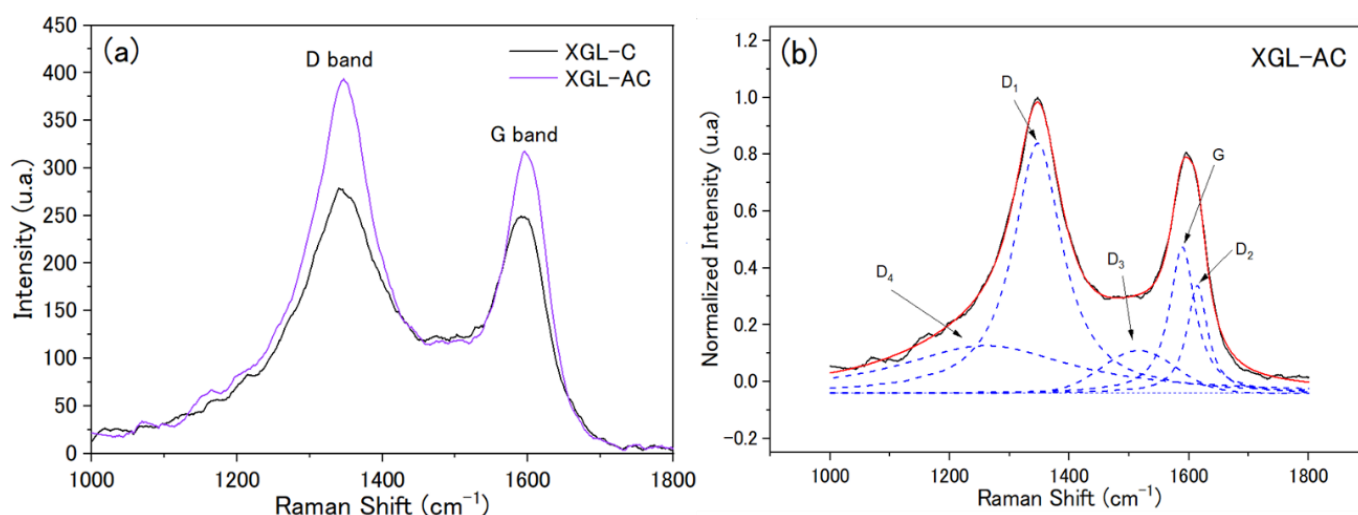 (a)
XGL-C
XGL-AC
D band
G band
450
400
350
300
250
200
150
100
50
0
Intensity (u.a.)
1000 1200 1400 1600 1800
Raman Shift (cm⁻¹)
(b)
XGL-AC
D₁
G
D₂
D₃
D₄
1.2
1.0
0.8
0.6
0.4
0.2
0.0
−0.2
Normalized Intensity (u.a)
1000 1200 1400 1600 1800
Raman Shift (cm⁻¹)